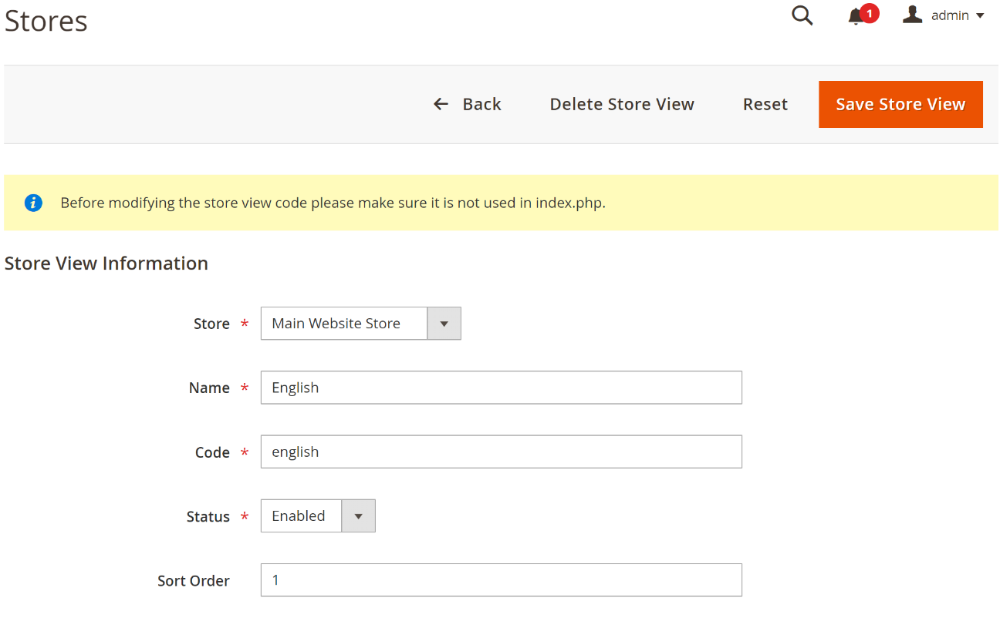 Stores
1
admin
Back
Delete Store View
Reset
Save Store View
Before modifying the store view code please make sure it is not used in index.php.
Store View Information
Store * Main Website Store
Name * English
Code * english
Status * Enabled
Sort Order 1